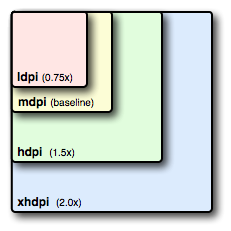 ldpi (0.75x)
mdpi (baseline)
hdpi (1.5x)
xhdpi (2.0x)